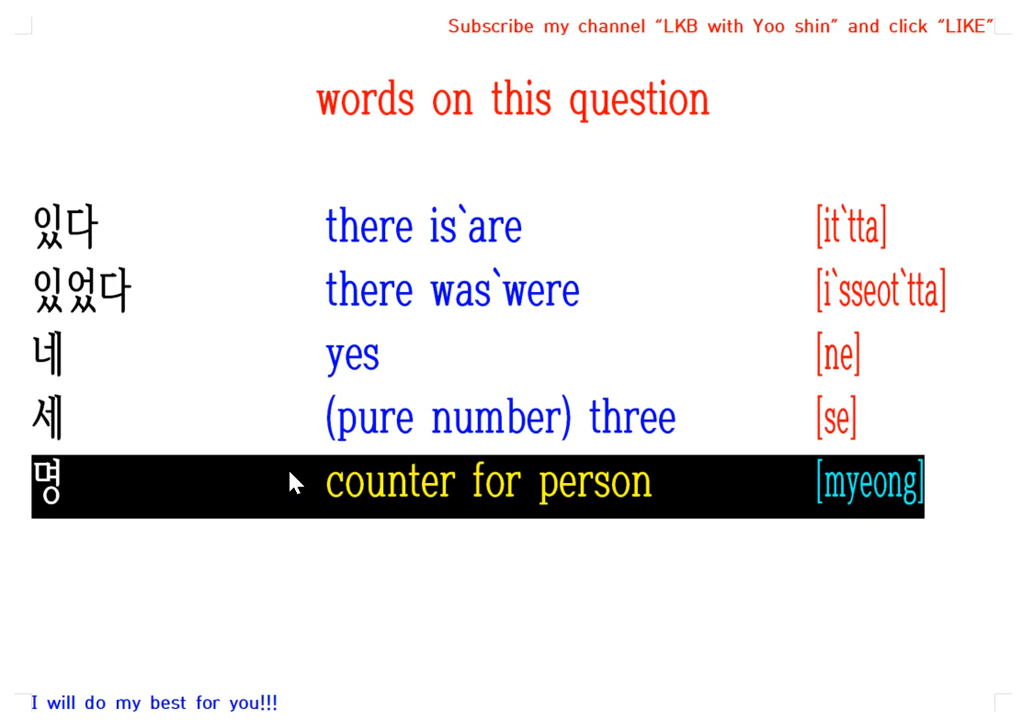 Subscribe my channel “LKB with Yoo shin” and click “LIKE”
words on this question
있다 there is`are [it`tta]
있었다 there was`were [i`sseot`tta]
네 yes [ne]
세 (pure number) three [se]
명 counter for person [myeong]
I will do my best for you!!!